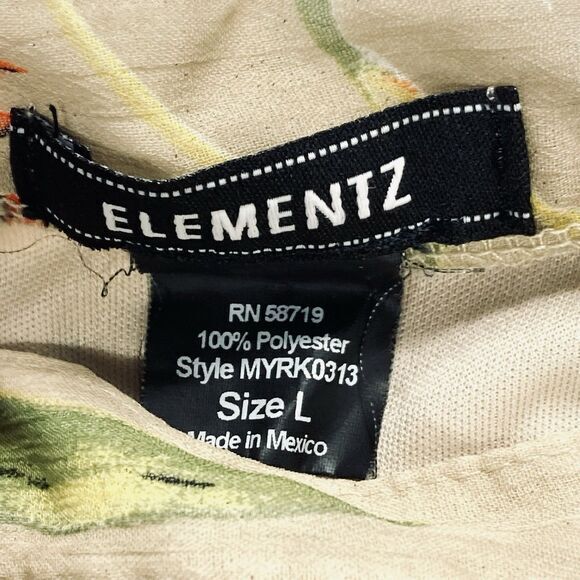 ELEMENTZ
RN 58719
100% Polyester
Style MYRK0313
Size L
Made in Mexico